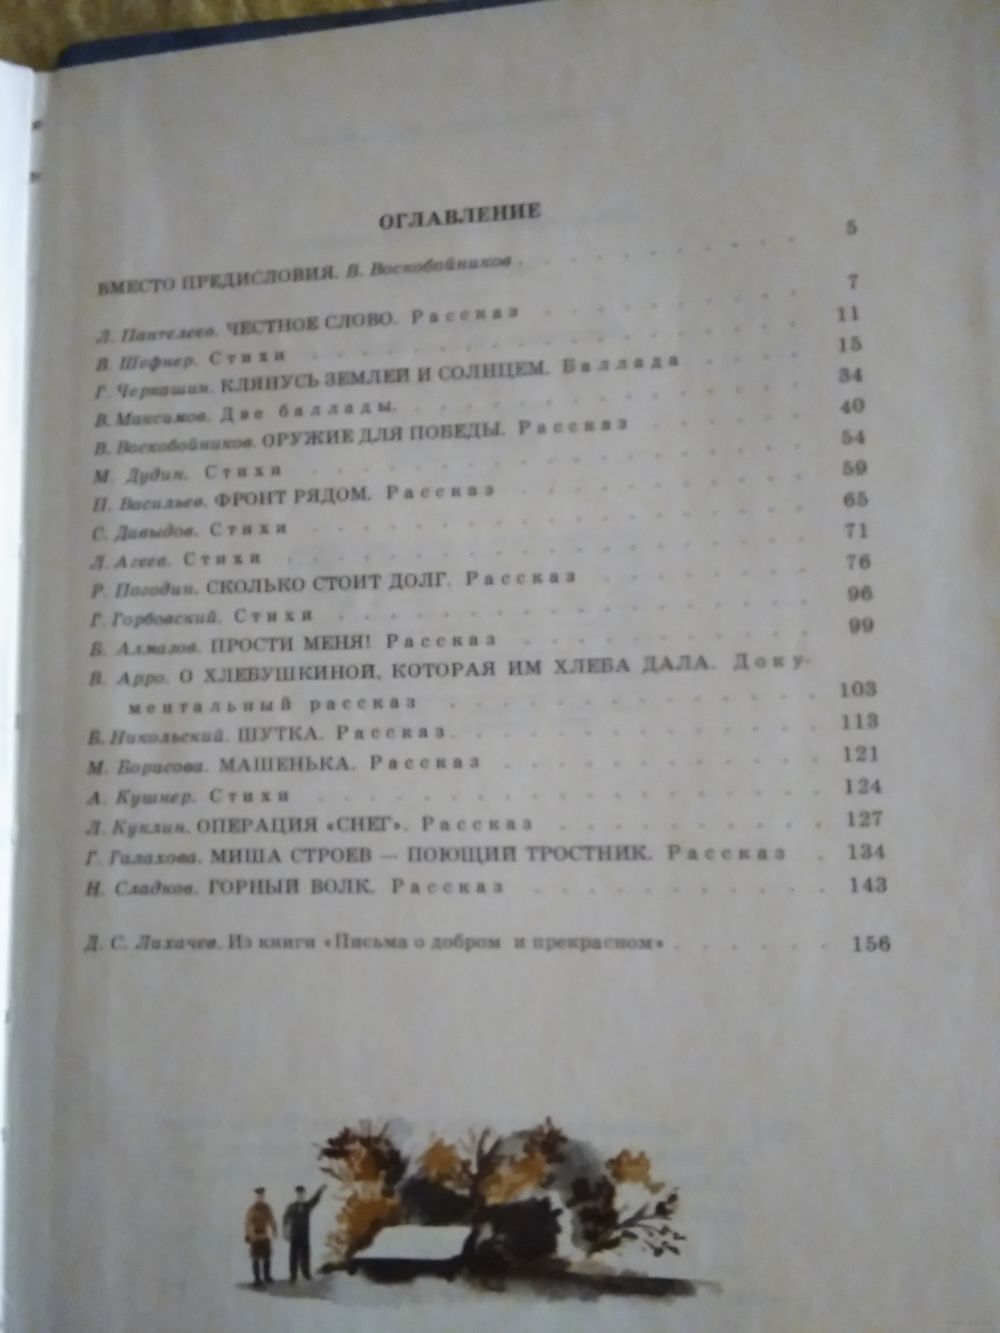 ОГЛАВЛЕНИЕ
ВМЕСТО ПРЕДИСЛОВИЯ. В. Воскобойников . . . . . . . . . . 5
Л. Пантелеев. ЧЕСТНОЕ СЛОВО. Рассказ . . . . . . . . . . 7
В. Шефнер. Стихи . . . . . . . . . . 11
Г. Черкашин. КЛЯНУСЬ ЗЕМЛЕЙ И СОЛНЦЕМ. Баллада . . . . 15
В. Максимов. Две баллады. . . . . . . . . . 34
В. Воскобойников. ОРУЖИЕ ДЛЯ ПОБЕДЫ. Рассказ . . . . . 40
М. Дудин. Стихи . . . . . . . . . . 54
П. Васильев. ФРОНТ РЯДОМ. Рассказ . . . . . . . . 59
С. Давыдов. Стихи . . . . . . . . . . 65
Л. Агеев. Стихи . . . . . . . . . . 71
Р. Погодин. СКОЛЬКО СТОИТ ДОЛГ. Рассказ . . . . . . 76
Г. Горбовский. Стихи . . . . . . . . . . 96
Б. Алмазов. ПРОСТИ МЕНЯ! Рассказ . . . . . . . . 99
В. Арро. О ХЛЕБУШКИНОЙ, КОТОРАЯ ИМ ХЛЕБА ДАЛА. Доку-
ментальный рассказ . . . . . . . . . . 103
Б. Никольский. ШУТКА. Рассказ. . . . . . . . . . 113
М. Борисова. МАШЕНЬКА. Рассказ . . . . . . . . 121
А. Кушнер. Стихи . . . . . . . . . . 124
Л. Куклин. ОПЕРАЦИЯ «СНЕГ». Рассказ . . . . . . . 127
Г. Галахова. МИША СТРОЕВ — ПОЮЩИЙ ТРОСТНИК. Рассказ . 134
Н. Сладков. ГОРНЫЙ ВОЛК. Рассказ . . . . . . . . 143
Д. С. Лихачев. Из книги «Письма о добром и прекрасном» . . . . . . 156